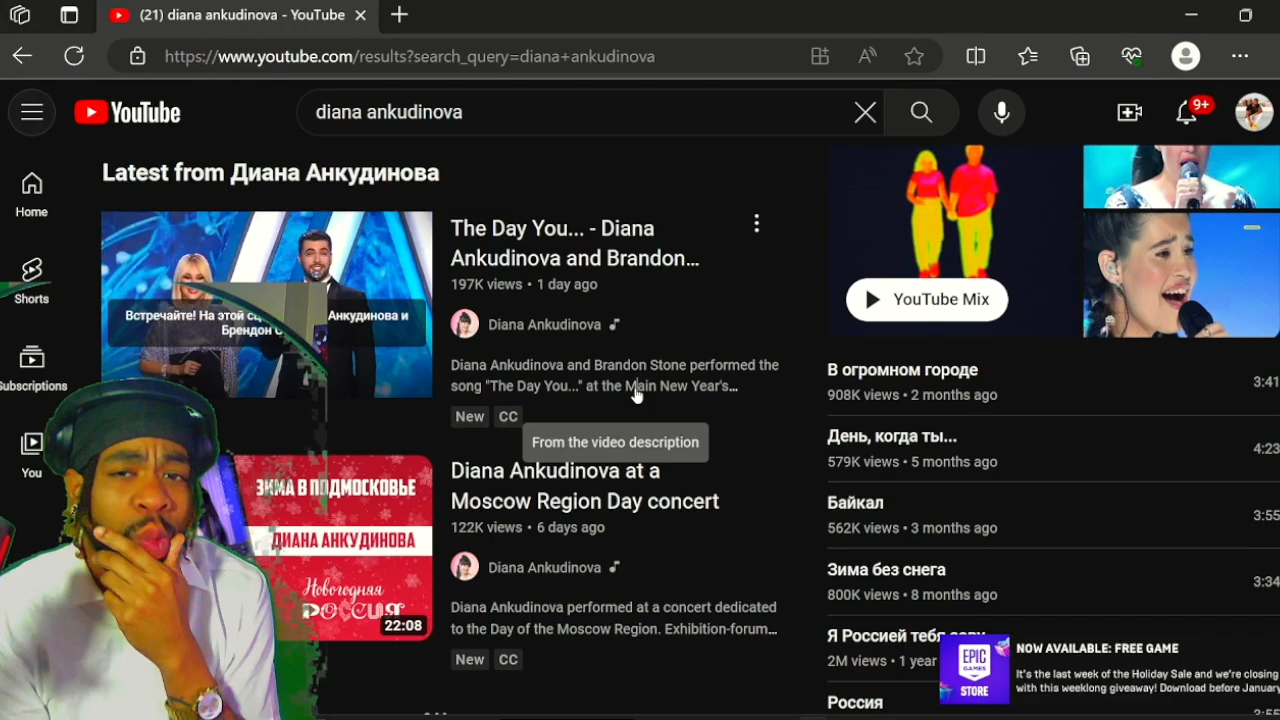 (21) diana ankudinova - YouTube
https://www.youtube.com/results?search_query=diana+ankudinova
YouTube
diana ankudinova
9+
Home
Shorts
Subscriptions
You
Latest from Диана Анкудинова
Встречайте! На этой Анкудинова и
Брендон
The Day You... - Diana
Ankudinova and Brandon...
197K views • 1 day ago
Diana Ankudinova
Diana Ankudinova and Brandon Stone performed the
song "The Day You..." at the Main New Year's...
New CC
From the video description
ЗИМА В ПОДМОСКОВЬЕ
ДИАНА АНКУДИНОВА
Новогодняя
РОССИЯ
22:08
Diana Ankudinova at a
Moscow Region Day concert
122K views • 6 days ago
Diana Ankudinova
Diana Ankudinova performed at a concert dedicated
to the Day of the Moscow Region. Exhibition-forum...
New CC
YouTube Mix
В огромном городе
3:41
908K views • 2 months ago
День, когда ты...
4:23
579K views • 5 months ago
Байкал
3:55
562K views • 3 months ago
Зима без снега
3:34
800K views • 8 months ago
Я Россией
2M views • 1 year
Россия
EPIC
GAMES
STORE
NOW AVAILABLE: FREE GAME
It's the last week of the Holiday Sale and we're closing
with this weeklong giveaway! Download before